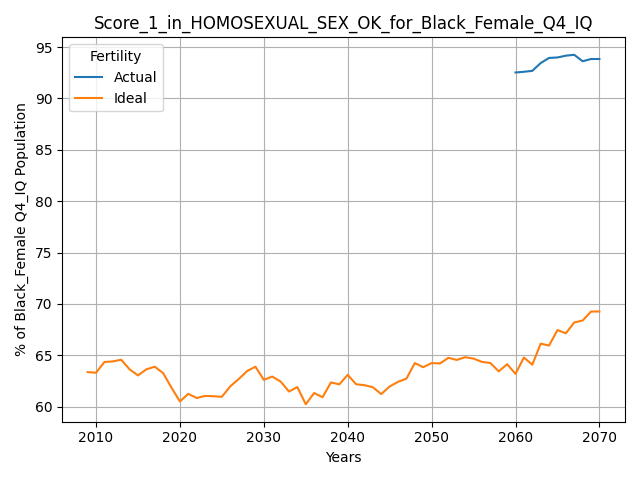 Score_1_in_HOMOSEXUAL_SEX_OK_for_Black_Female_Q4_IQ
Fertility
Actual
Ideal
% of Black_Female Q4_IQ Population
95
90
85
80
75
70
65
60
2010
2020
2030
2040
2050
2060
2070
Years